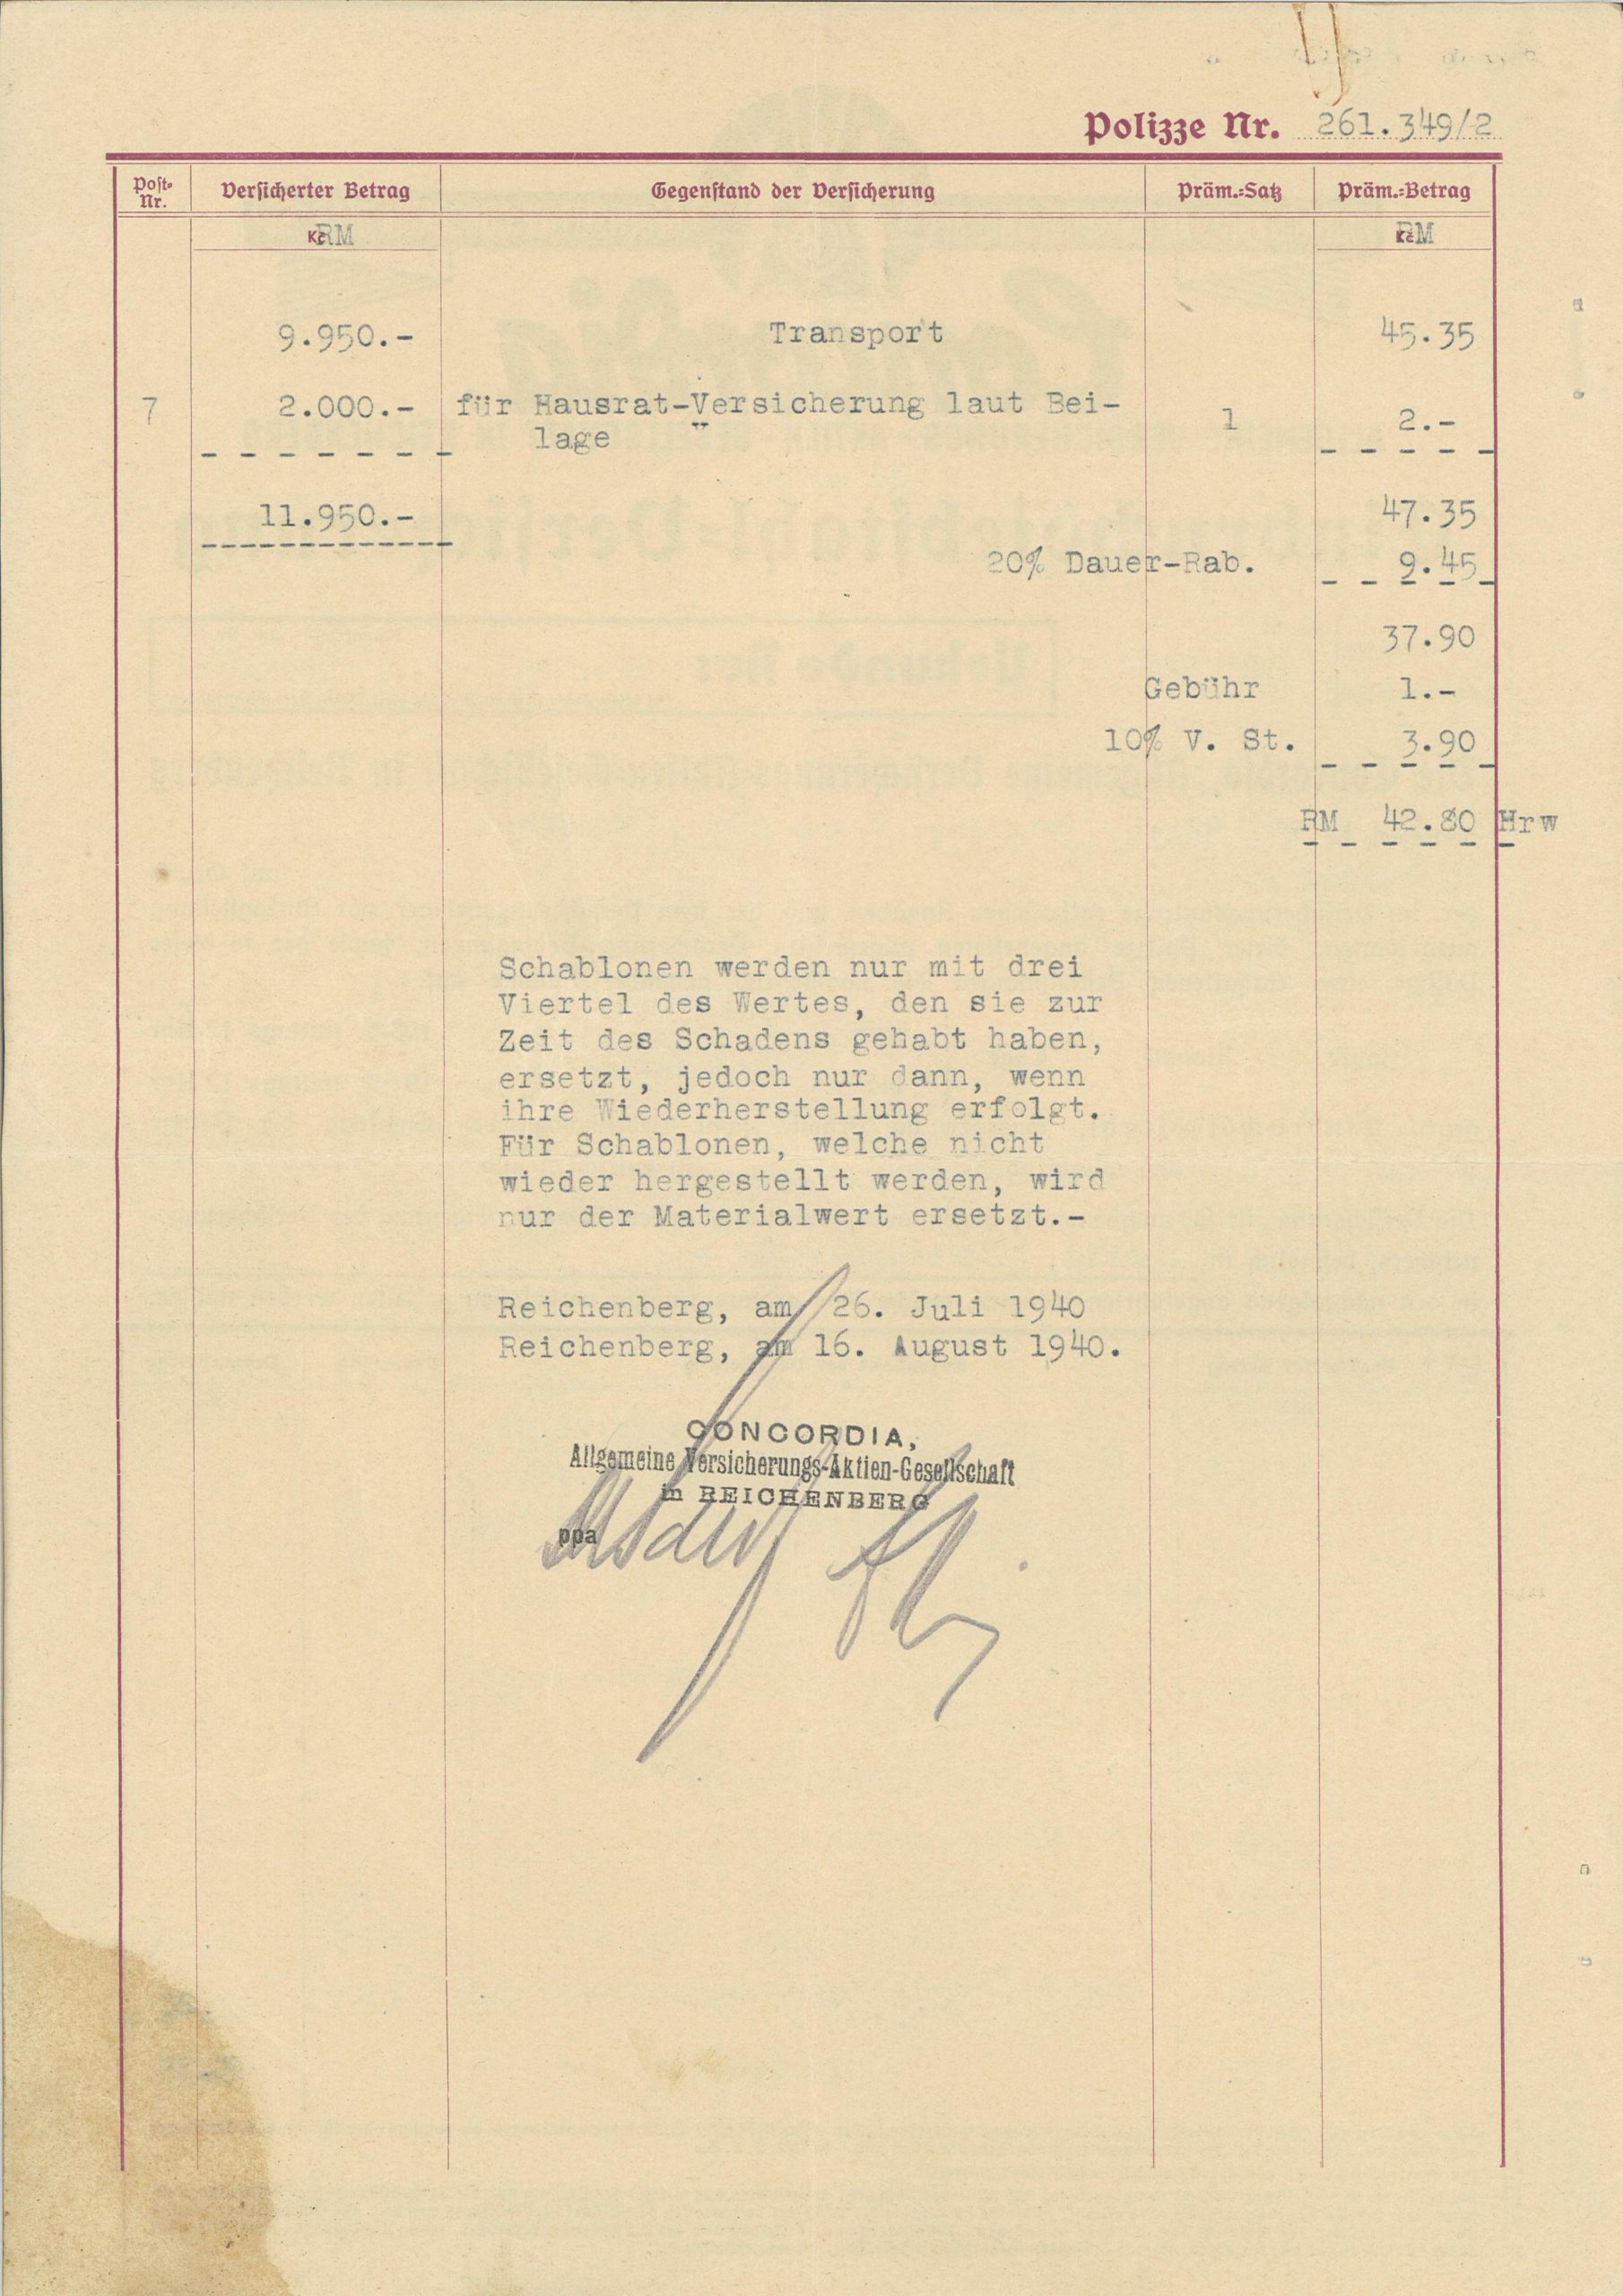 Polizze Nr. 261.349/2
Post-Nr. Versicherter Betrag Gegenstand der Versicherung Präm.-Satz Präm.-Betrag
Kč RM Kč RM
9.950.- Transport 45.35
7 2.000.- für Hausrat-Versicherung laut Bei- 1 2.-
lage
11.950.- 47.35
20% Dauer-Rab. 9.45
37.90
Gebühr 1.-
10% V. St. 3.90
RM 42.80 Hrw
Schablonen werden nur mit drei
Viertel des Wertes, den sie zur
Zeit des Schadens gehabt haben,
ersetzt, jedoch nur dann, wenn
ihre Wiederherstellung erfolgt.
Für Schablonen, welche nicht
wieder hergestellt werden, wird
nur der Materialwert ersetzt.-
Reichenberg, am 26. Juli 1940
Reichenberg, am 16. August 1940.
CONCORDIA,
Allgemeine Versicherungs-Aktien-Gesellschaft
in REICHENBERG
ppa